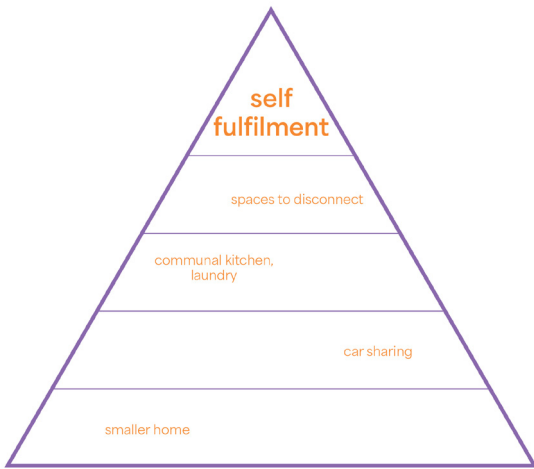 self
fulfilment
spaces to disconnect
communal kitchen,
laundry
car sharing
smaller home